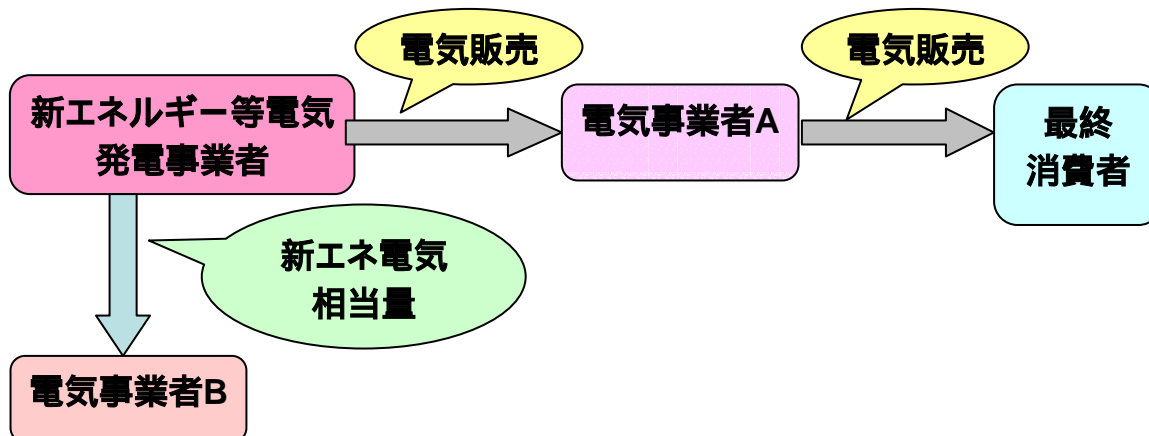 電気販売
電気販売
新エネルギー等電気
発電事業者
電気事業者A
最終
消費者
新エネ電気
相当量
電気事業者B